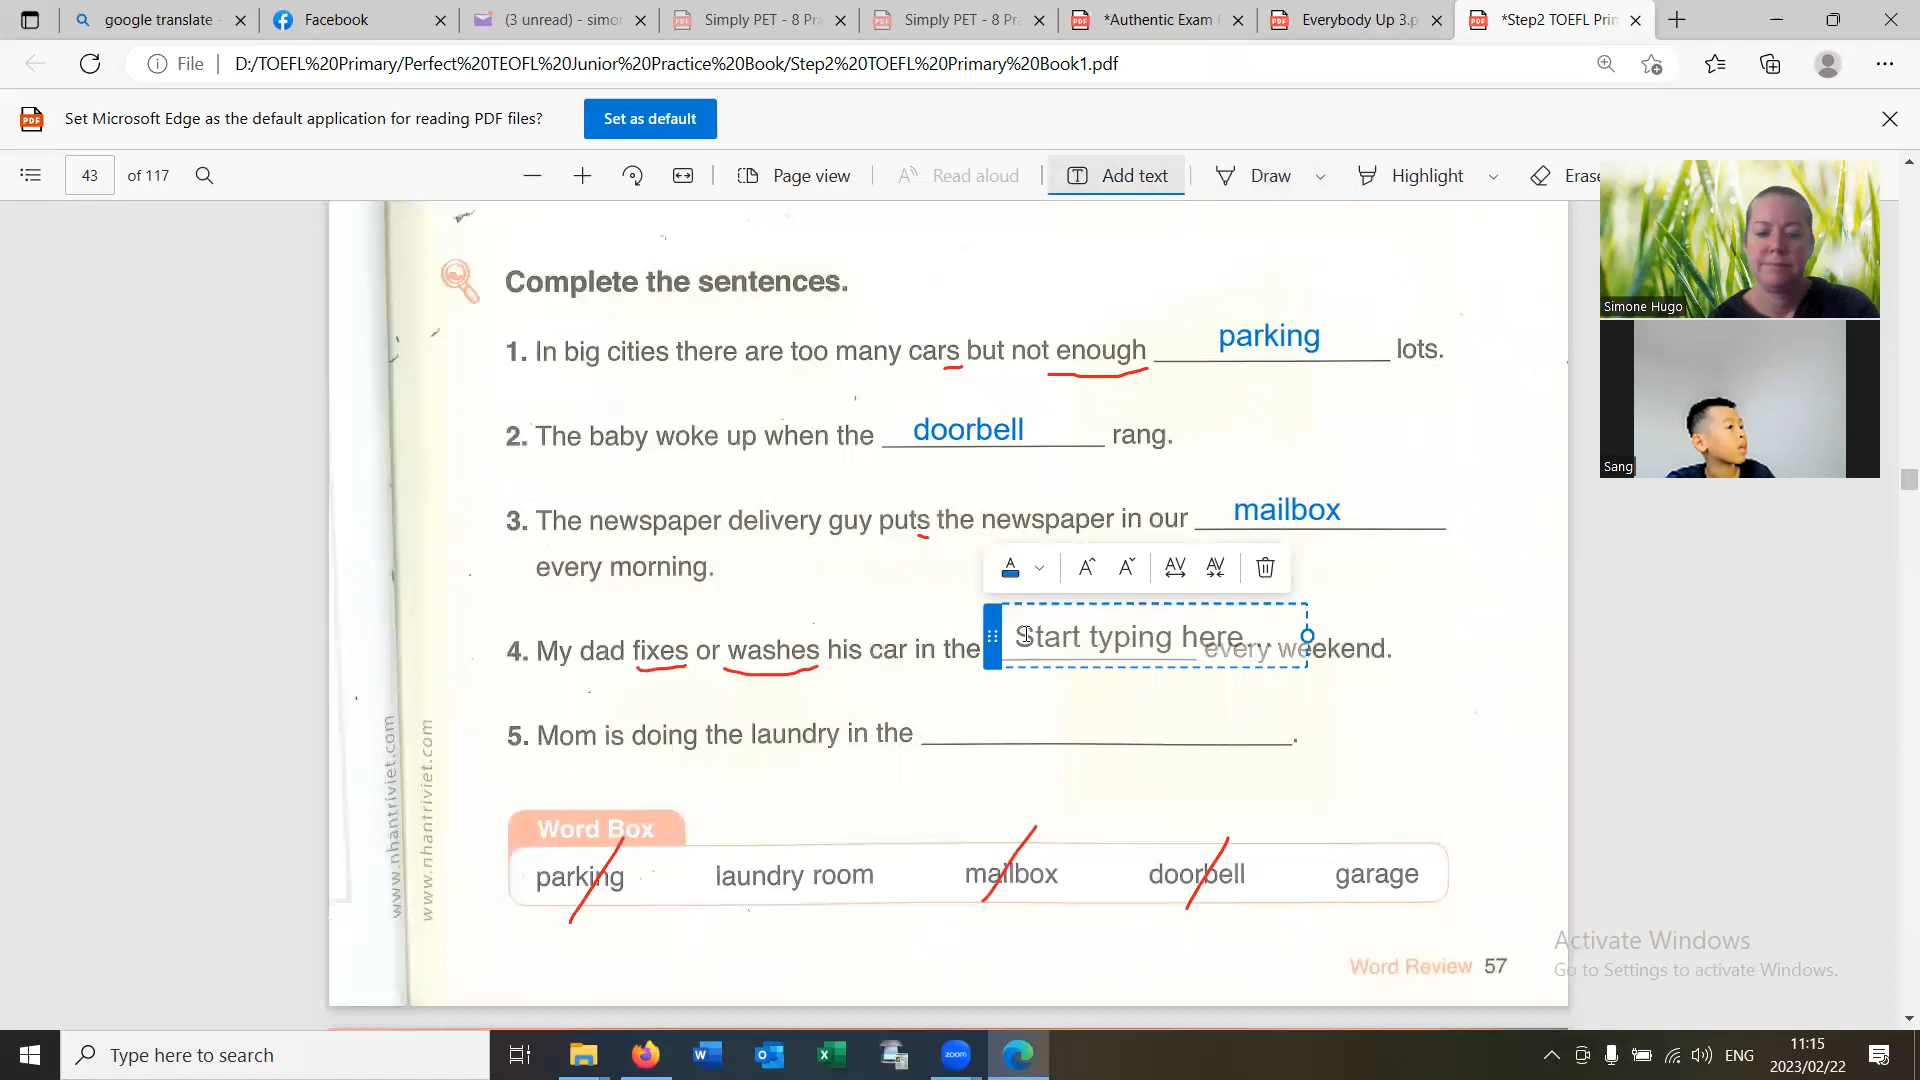 google translate
Facebook
(3 unread) - simo
Simply PET - 8 Pr
Simply PET - 8 Pr
*Authentic Exam
Everybody Up 3.p
*Step2 TOEFL Prin
File
D:/TOEFL%20Primary/Perfect%20TEOFL%20Junior%20Practice%20Book/Step2%20TOEFL%20Primary%20Book1.pdf
Set Microsoft Edge as the default application for reading PDF files?
Set as default
43 of 117
Page view
Read aloud
Add text
Draw
Highlight
Erase
Simone Hugo
Sang
Complete the sentences.
1. In big cities there are too many cars but not enough parking lots.
2. The baby woke up when the doorbell rang.
3. The newspaper delivery guy puts the newspaper in our mailbox
every morning.
4. My dad fixes or washes his car in the Start typing here... every weekend.
5. Mom is doing the laundry in the ____.
Word Box
parking laundry room mailbox doorbell garage
www.nhantriviet.com
www.nhantriviet.com
Word Review 57
Activate Windows
Go to Settings to activate Windows.
Type here to search
zoom
ENG
11:15
2023/02/22